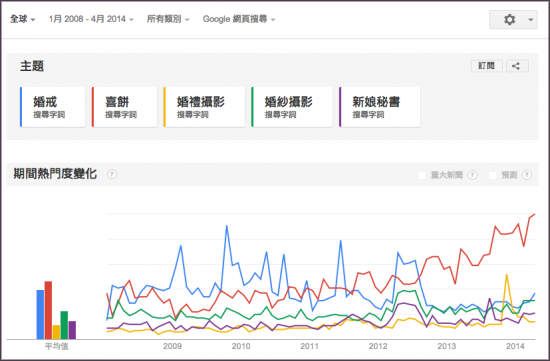 全球 1月 2008 - 4月 2014 所有類別 Google 網頁搜尋
主題 訂閱
婚戒 喜餅 婚禮攝影 婚紗攝影 新娘秘書
搜尋字詞 搜尋字詞 搜尋字詞 搜尋字詞 搜尋字詞
期間熱門度變化 ? 重大新聞 ? 預測 ?
平均值 2009 2010 2011 2012 2013 2014